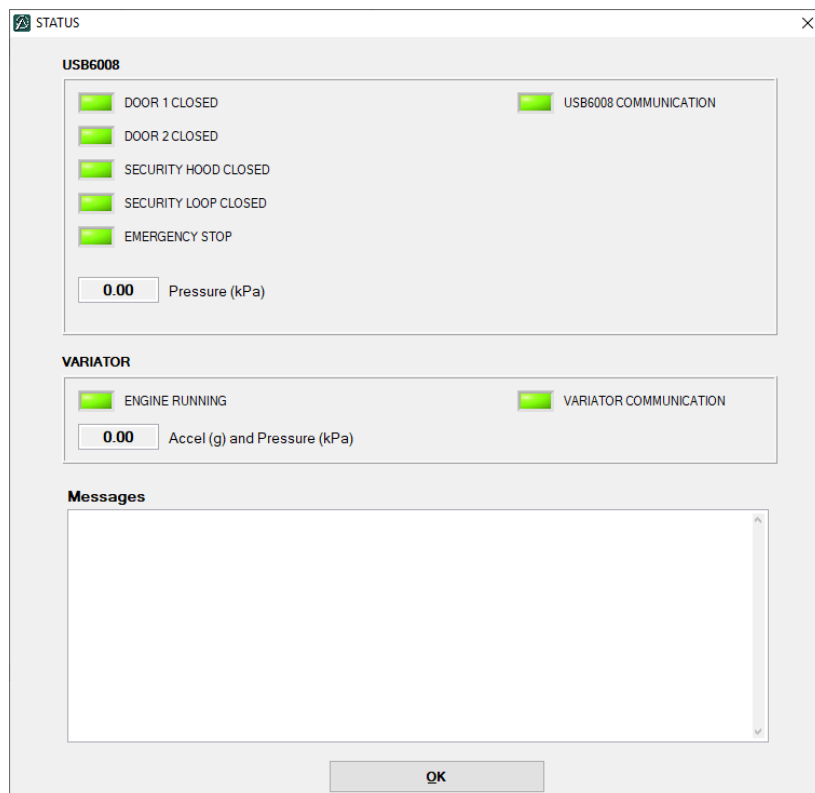 STATUS
USB6008
DOOR 1 CLOSED
USB6008 COMMUNICATION
DOOR 2 CLOSED
SECURITY HOOD CLOSED
SECURITY LOOP CLOSED
EMERGENCY STOP
0.00 Pressure (kPa)
VARIATOR
ENGINE RUNNING
VARIATOR COMMUNICATION
0.00 Accel (g) and Pressure (kPa)
Messages
OK